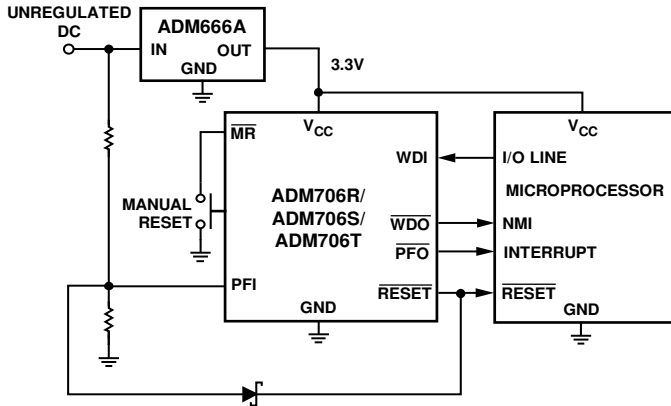 UNREGULATED
DC
ADM666A
IN OUT
GND
3.3V
VCC
MR
WDI
ADM706R/
ADM706S/
ADM706T
MANUAL
RESET
WDO
PFO
PFI
RESET
GND
VCC
I/O LINE
MICROPROCESSOR
NMI
INTERRUPT
RESET
GND